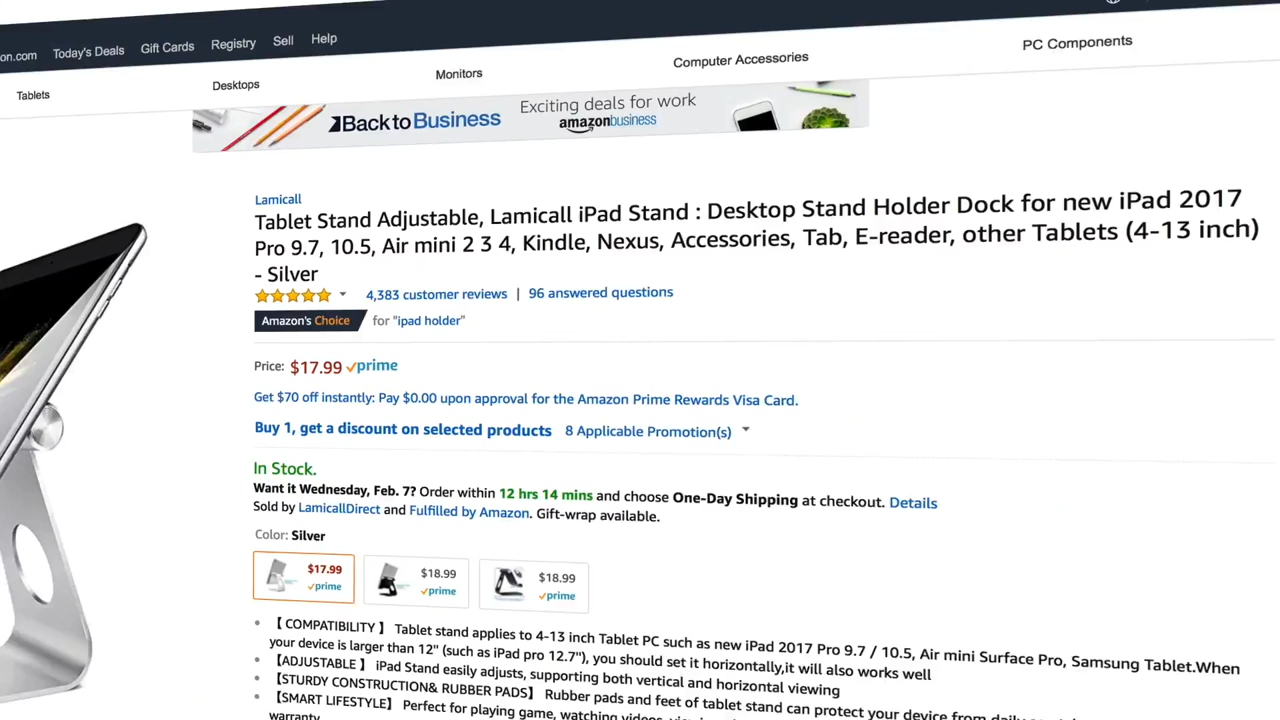 on.com Today's Deals Gift Cards Registry Sell Help
Tablets Desktops Monitors Computer Accessories PC Components
Back to Business Exciting deals for work
amazonbusiness
Lamicall
Tablet Stand Adjustable, Lamicall iPad Stand : Desktop Stand Holder Dock for new iPad 2017
Pro 9.7, 10.5, Air mini 2 3 4, Kindle, Nexus, Accessories, Tab, E-reader, other Tablets (4-13 inch)
- Silver
4,383 customer reviews | 96 answered questions
Amazon's Choice for "ipad holder"
Price: $17.99 prime
Get $70 off instantly: Pay $0.00 upon approval for the Amazon Prime Rewards Visa Card.
Buy 1, get a discount on selected products 8 Applicable Promotion(s)
In Stock.
Want it Wednesday, Feb. 7? Order within 12 hrs 14 mins and choose One-Day Shipping at checkout. Details
Sold by LamicallDirect and Fulfilled by Amazon. Gift-wrap available.
Color: Silver
$17.99 $18.99 $18.99
prime prime prime
【 COMPATIBILITY 】 Tablet stand applies to 4-13 inch Tablet PC such as new iPad 2017 Pro 9.7 / 10.5, Air mini Surface Pro, Samsung Tablet.When
your device is larger than 12" (such as iPad pro 12.7"), you should set it horizontally,it will also works well
【ADJUSTABLE 】 iPad Stand easily adjusts, supporting both vertical and horizontal viewing
【STURDY CONSTRUCTION& RUBBER PADS】 Rubber pads and feet of tablet stand can protect your device from
【SMART LIFESTYLE】 Perfect for playing game, watching videos,
warranty